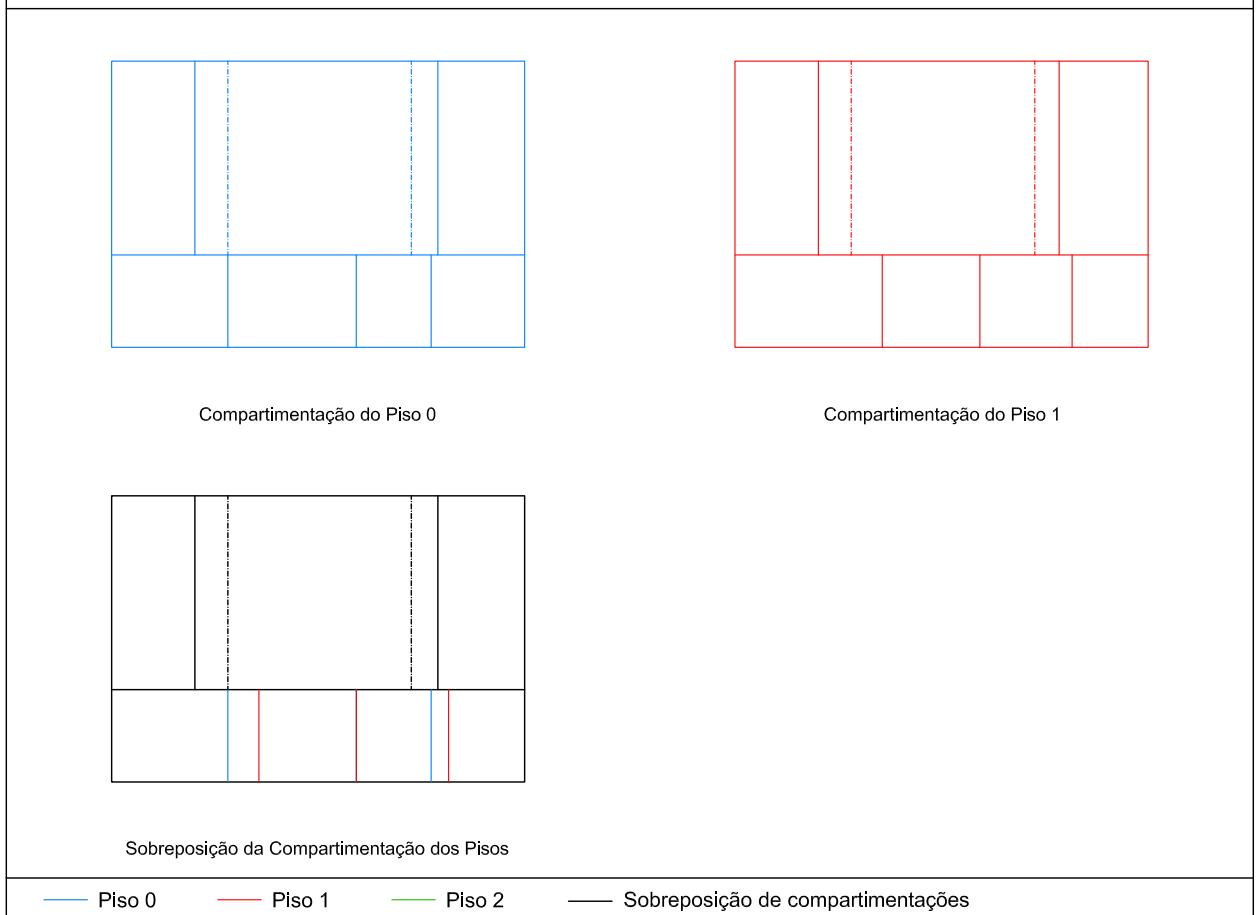 Compartimentação do Piso 0
Compartimentação do Piso 1
Sobreposição da Compartimentação dos Pisos
Piso 0
Piso 1
Piso 2
Sobreposição de compartimentações